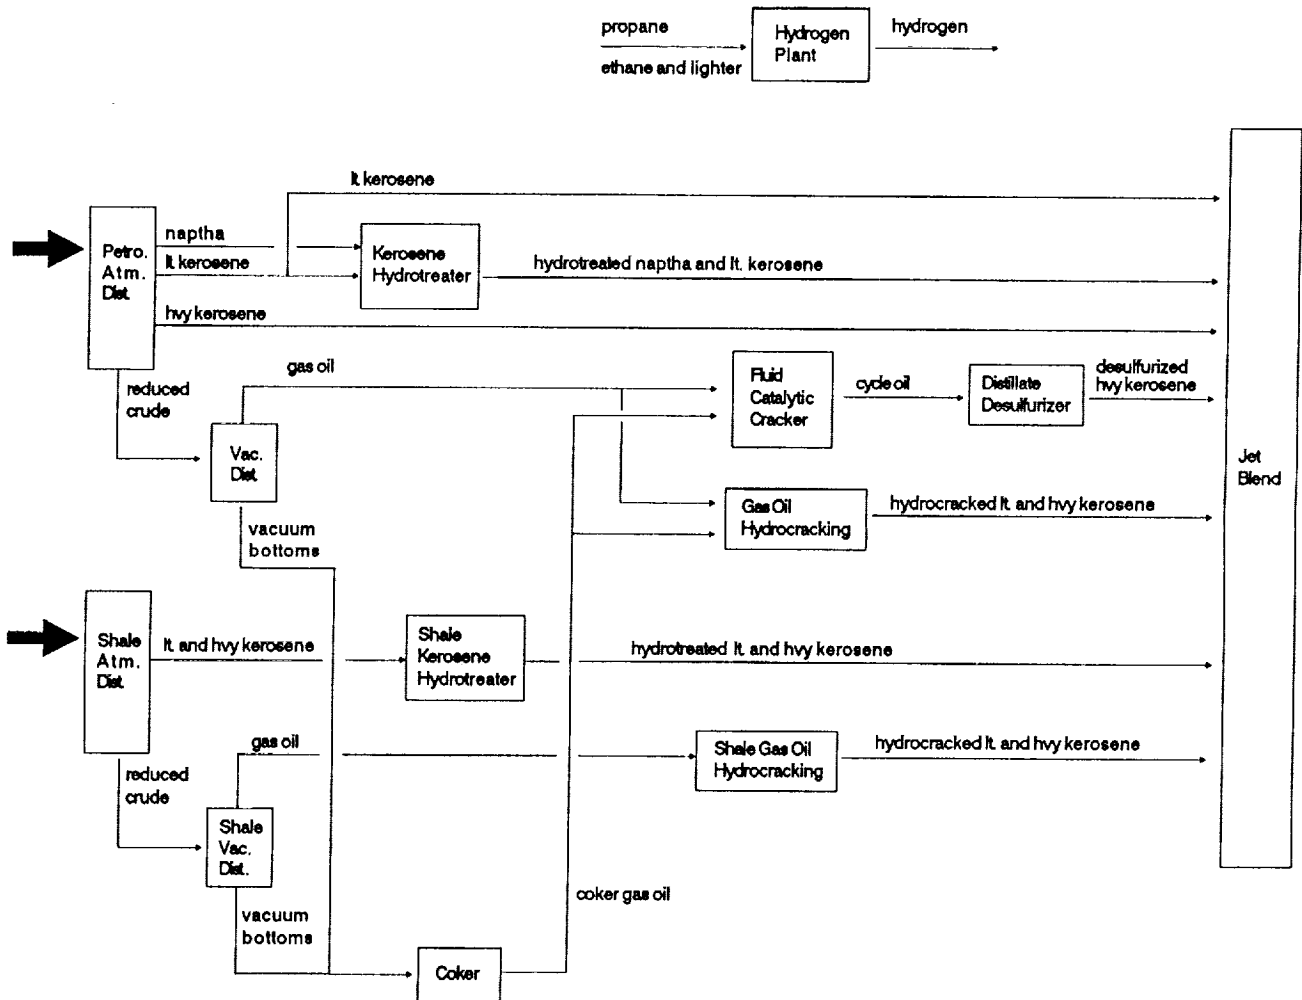 propane
ethane and lighter
Hydrogen
Plant
hydrogen
lt. kerosene
Petro.
Atm.
Dist.
naptha
lt. kerosene
hvy kerosene
Kerosene
Hydrotreater
hydrotreated naptha and lt. kerosene
reduced
crude
gas oil
Vac.
Dist.
vacuum
bottoms
Fluid
Catalytic
Cracker
cycle oil
Distillate
Desulfurizer
desulfurized
hvy kerosene
Gas Oil
Hydrocracking
hydrocracked lt. and hvy kerosene
Jet
Blend
Shale
Atm.
Dist.
lt. and hvy kerosene
Shale
Kerosene
Hydrotreater
hydrotreated lt. and hvy kerosene
reduced
crude
gas oil
Shale
Vac.
Dist.
Shale Gas Oil
Hydrocracking
hydrocracked lt. and hvy kerosene
vacuum
bottoms
Coker
coker gas oil